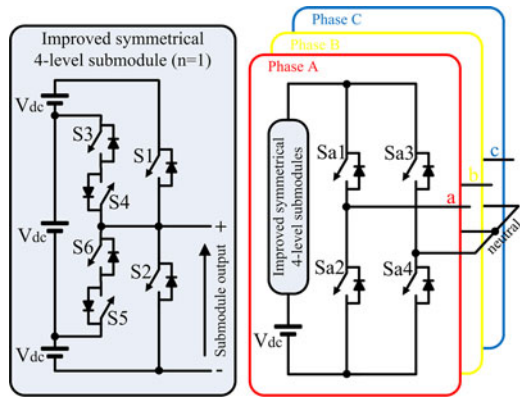 Improved symmetrical
4-level submodule (n=1)
Vdc
S3
S1
S4
Vdc
S6
S2
S5
Vdc
+
Submodule output
-
Phase C
Phase B
Phase A
Improved symmetrical
4-level submodules
Vdc
Sa1
Sa3
a
b
c
Sa2
Sa4
neutral